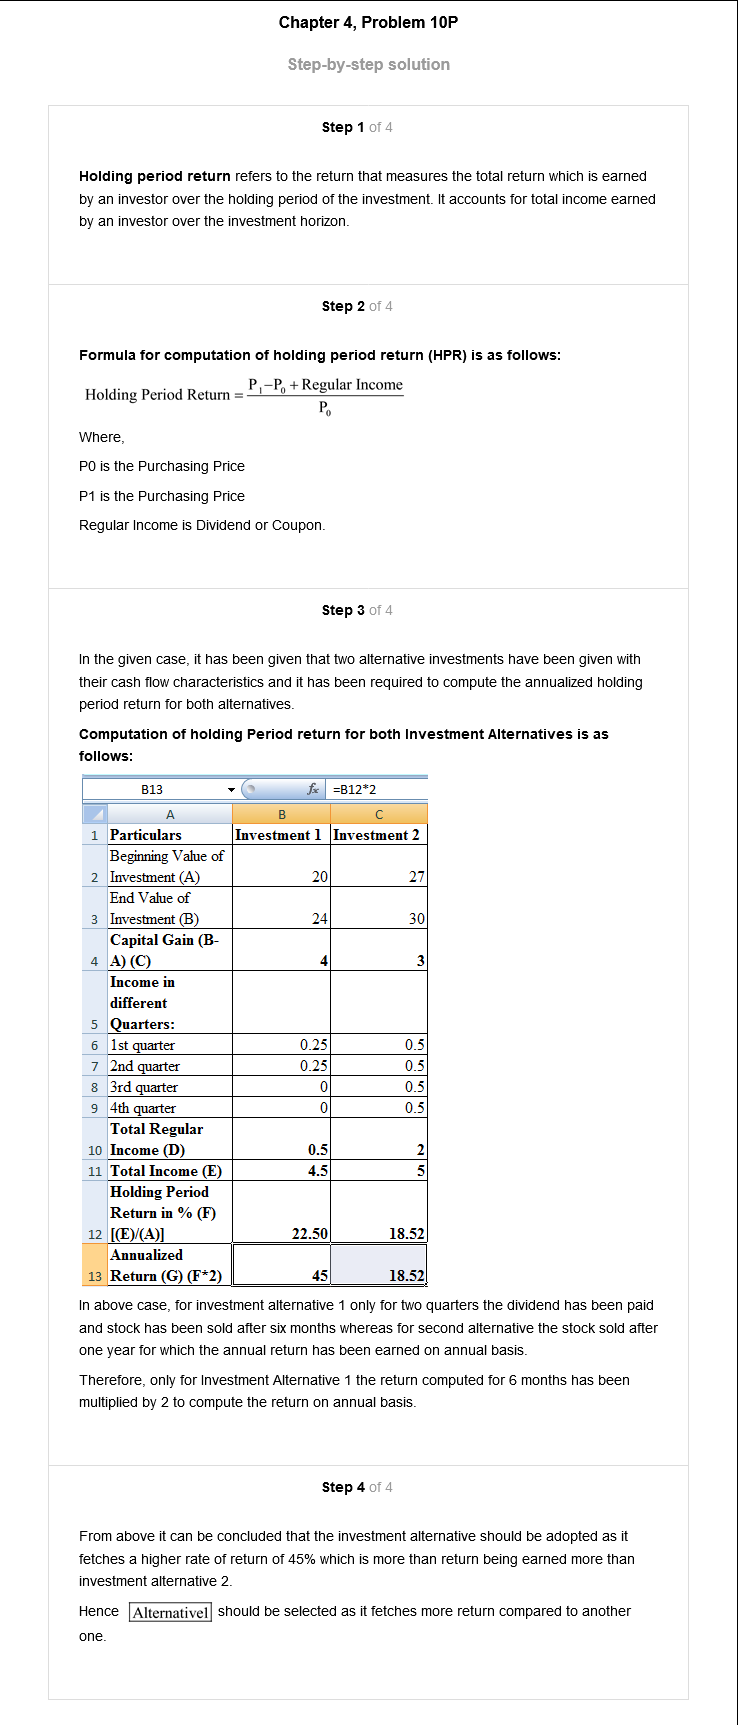 Chapter 4, Problem 10P
Step-by-step solution
Step 1 of 4
Holding period return refers to the return that measures the total return which is earned
by an investor over the holding period of the investment. It accounts for total income earned
by an investor over the investment horizon.
Step 2 of 4
Formula for computation of holding period return (HPR) is as follows:
Holding Period Return = (P₁−P₀ + Regular Income) / P₀
Where,
P0 is the Purchasing Price
P1 is the Purchasing Price
Regular Income is Dividend or Coupon.
Step 3 of 4
In the given case, it has been given that two alternative investments have been given with
their cash flow characteristics and it has been required to compute the annualized holding
period return for both alternatives.
Computation of holding Period return for both Investment Alternatives is as
follows:
B13 fx =B12*2
A B C
1 Particulars Investment 1 Investment 2
Beginning Value of
2 Investment (A) 20 27
End Value of
3 Investment (B) 24 30
Capital Gain (B-
4 A) (C) 4 3
Income in
different
5 Quarters:
6 1st quarter 0.25 0.5
7 2nd quarter 0.25 0.5
8 3rd quarter 0 0.5
9 4th quarter 0 0.5
Total Regular
10 Income (D) 0.5 2
11 Total Income (E) 4.5 5
Holding Period
Return in % (F)
12 [(E)/(A)] 22.50 18.52
Annualized
13 Return (G) (F*2) 45 18.52
In above case, for investment alternative 1 only for two quarters the dividend has been paid
and stock has been sold after six months whereas for second alternative the stock sold after
one year for which the annual return has been earned on annual basis.
Therefore, only for Investment Alternative 1 the return computed for 6 months has been
multiplied by 2 to compute the return on annual basis.
Step 4 of 4
From above it can be concluded that the investment alternative should be adopted as it
fetches a higher rate of return of 45% which is more than return being earned more than
investment alternative 2.
Hence Alternative1 should be selected as it fetches more return compared to another
one.